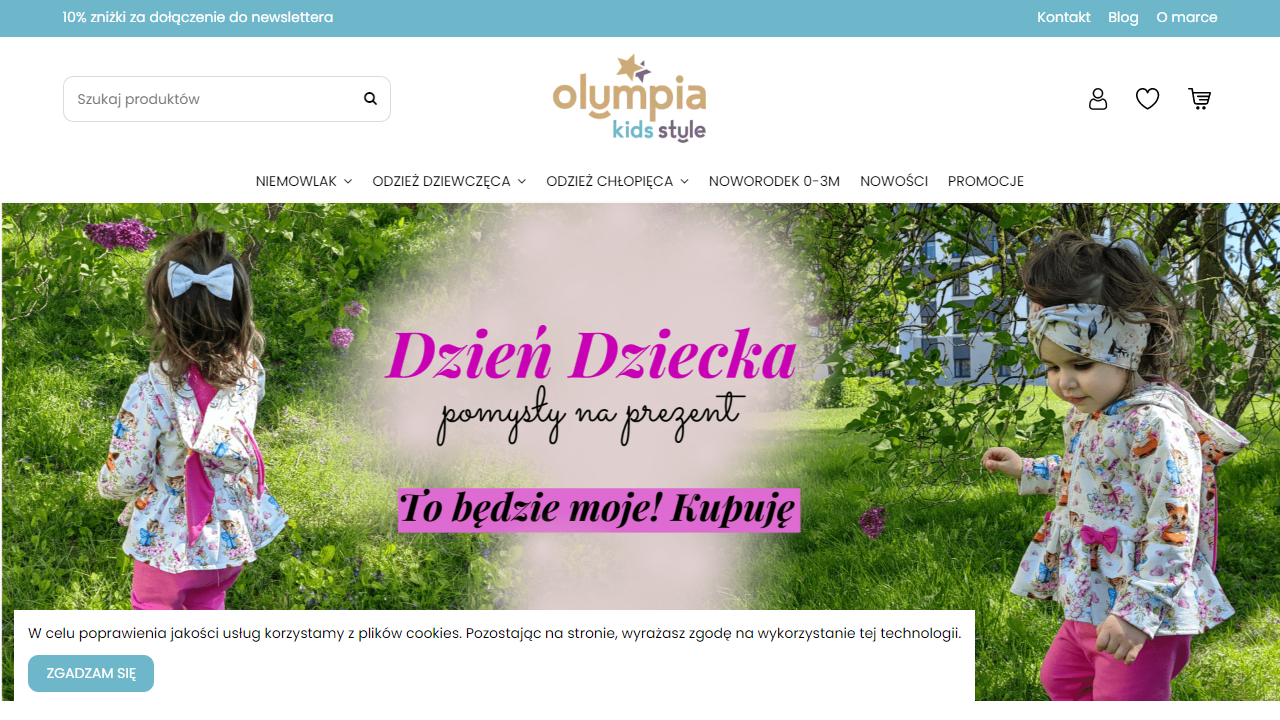 10% zniżki za dołączenie do newslettera
Kontakt Blog O marce
Szukaj produktów
olumpia
kids style
NIEMOWLAK ODZIEŻ DZIEWCZĘCA ODZIEŻ CHŁOPIĘCA NOWORODEK 0-3M NOWOŚCI PROMOCJE
Dzień Dziecka
pomysły na prezent
To będzie moje! Kupuję
W celu poprawienia jakości usług korzystamy z plików cookies. Pozostając na stronie, wyrażasz zgodę na wykorzystanie tej technologii.
ZGADZAM SIĘ